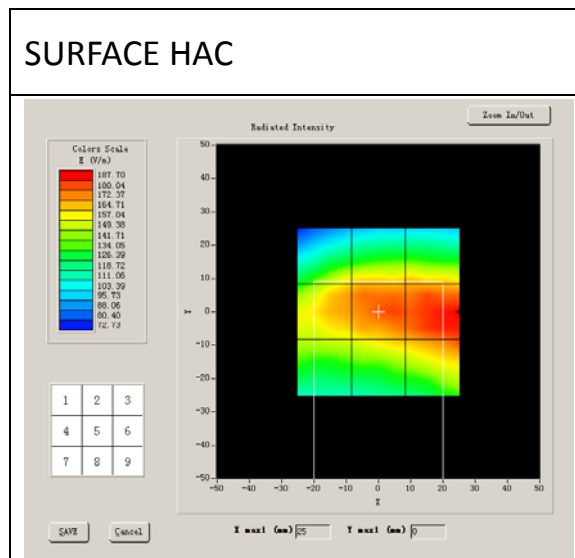 SURFACE HAC
Zoom In/Out
Radiated Intensity
Colors Scale
E (V/m)
187.70
180.04
172.37
164.71
157.04
149.38
141.71
134.05
126.39
118.72
111.06
103.39
95.73
88.06
80.40
72.73
50
40
30
20
10
Y
0
-10
-20
-30
-40
-50
-50 -40 -30 -20 -10 0 10 20 30 40 50
X
1 2 3
4 5 6
7 8 9
SAVE Cancel
X max1 (mm) 25 Y max1 (mm) 0